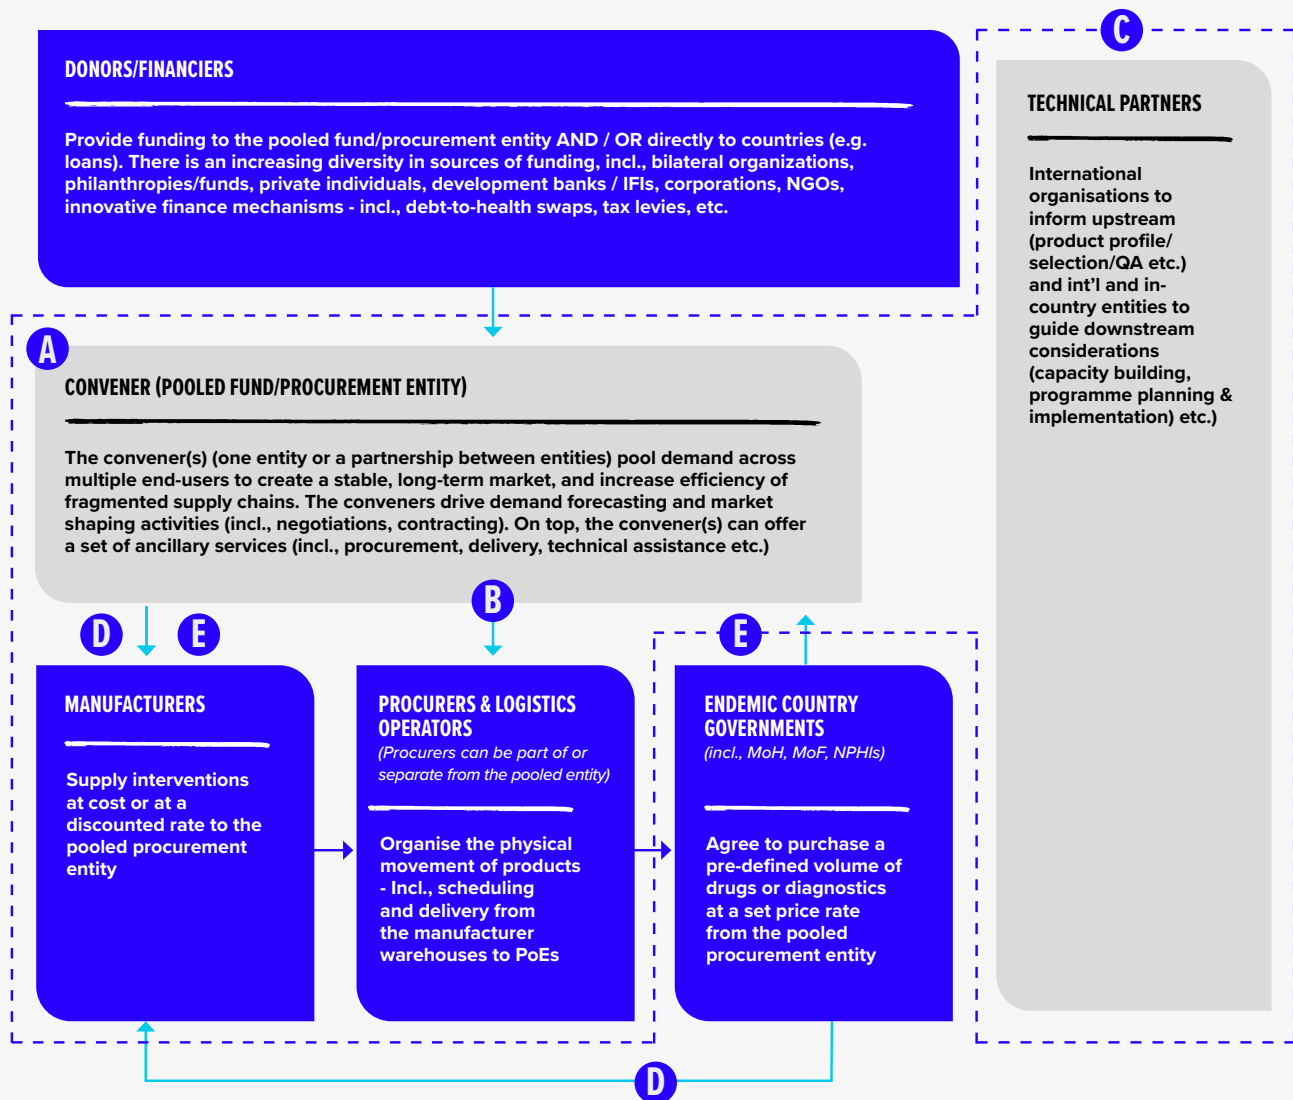 DONORS/FINANCIERS
Provide funding to the pooled fund/procurement entity AND / OR directly to countries (e.g.
loans). There is an increasing diversity in sources of funding, incl., bilateral organizations,
philanthropies/funds, private individuals, development banks / IFIs, corporations, NGOs,
innovative finance mechanisms - incl., debt-to-health swaps, tax levies, etc.
C
TECHNICAL PARTNERS
International
organisations to
inform upstream
(product profile/
selection/QA etc.)
and int'l and in-
country entities to
guide downstream
considerations
(capacity building,
programme planning &
implementation) etc.)
A
CONVENER (POOLED FUND/PROCUREMENT ENTITY)
The convener(s) (one entity or a partnership between entities) pool demand across
multiple end-users to create a stable, long-term market, and increase efficiency of
fragmented supply chains. The conveners drive demand forecasting and market
shaping activities (incl., negotiations, contracting). On top, the convener(s) can offer
a set of ancillary services (incl., procurement, delivery, technical assistance etc.)
D
E
B
E
MANUFACTURERS
Supply interventions
at cost or at a
discounted rate to the
pooled procurement
entity
PROCURERS & LOGISTICS
OPERATORS
(Procurers can be part of or
separate from the pooled entity)
Organise the physical
movement of products
- Incl., scheduling
and delivery from
the manufacturer
warehouses to PoEs
ENDEMIC COUNTRY
GOVERNMENTS
(incl., MoH, MoF, NPHIs)
Agree to purchase a
pre-defined volume of
drugs or diagnostics
at a set price rate
from the pooled
procurement entity
D